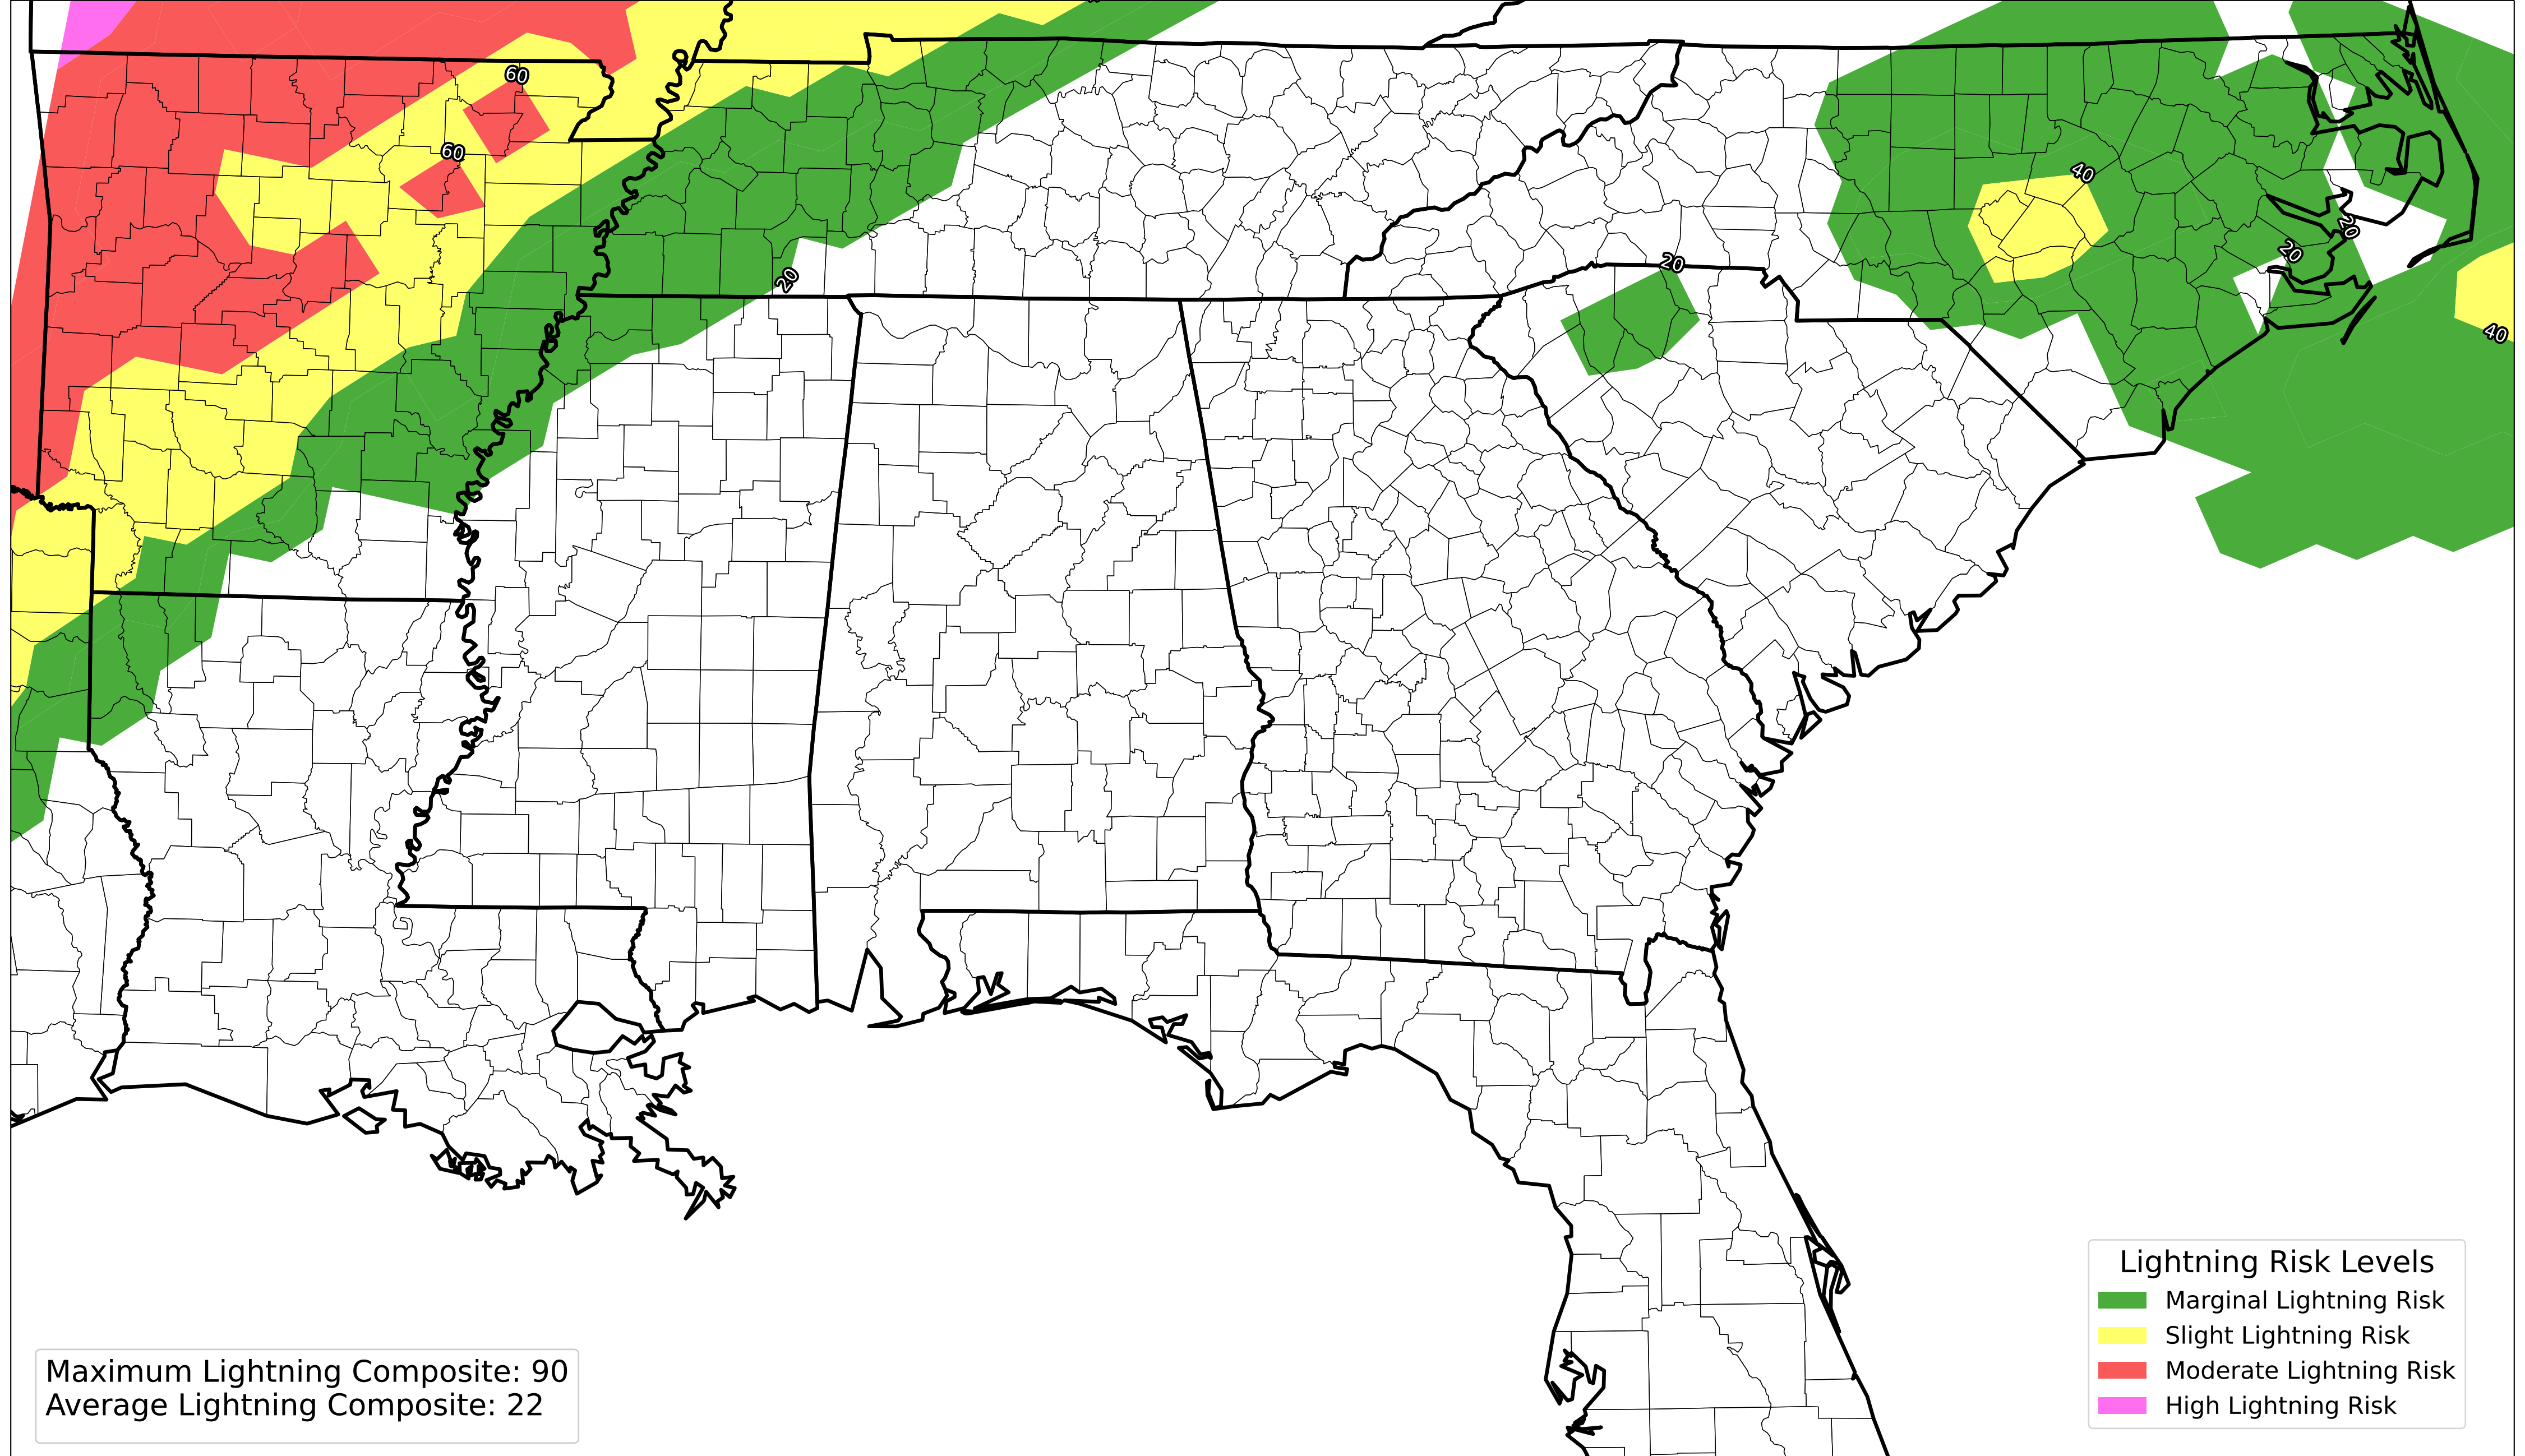 60
60
40
20
20
20
20
40
Lightning Risk Levels
Marginal Lightning Risk
Slight Lightning Risk
Moderate Lightning Risk
High Lightning Risk
Maximum Lightning Composite: 90
Average Lightning Composite: 22